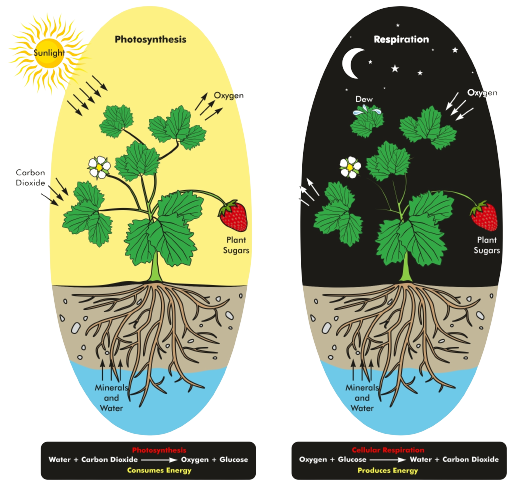 Photosynthesis
Sunlight
Oxygen
Carbon
Dioxide
Plant
Sugars
Minerals
and
Water
Photosynthesis
Water + Carbon Dioxide → Oxygen + Glucose
Consumes Energy
Respiration
Oxygen
Dew
Plant
Sugars
Minerals
and
Water
Cellular Respiration
Oxygen + Glucose → Water + Carbon Dioxide
Produces Energy